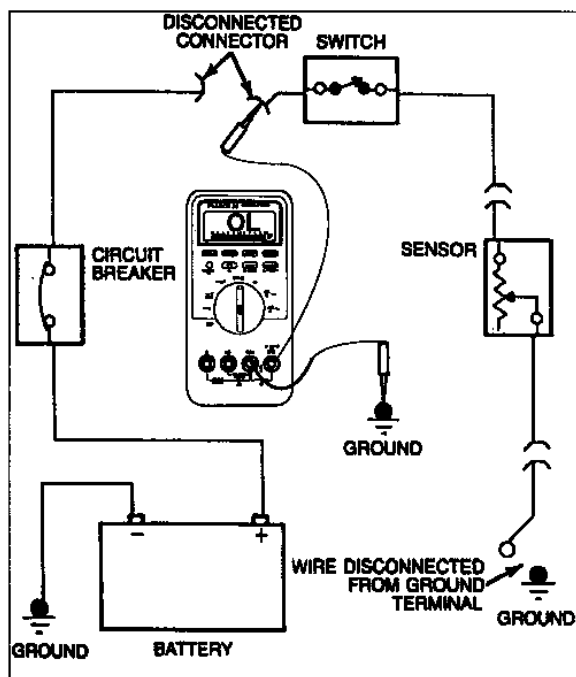 DISCONNECTED
CONNECTOR
SWITCH
OL
CIRCUIT
BREAKER
SENSOR
GROUND
WIRE DISCONNECTED
FROM GROUND
TERMINAL
GROUND
- +
GROUND
BATTERY